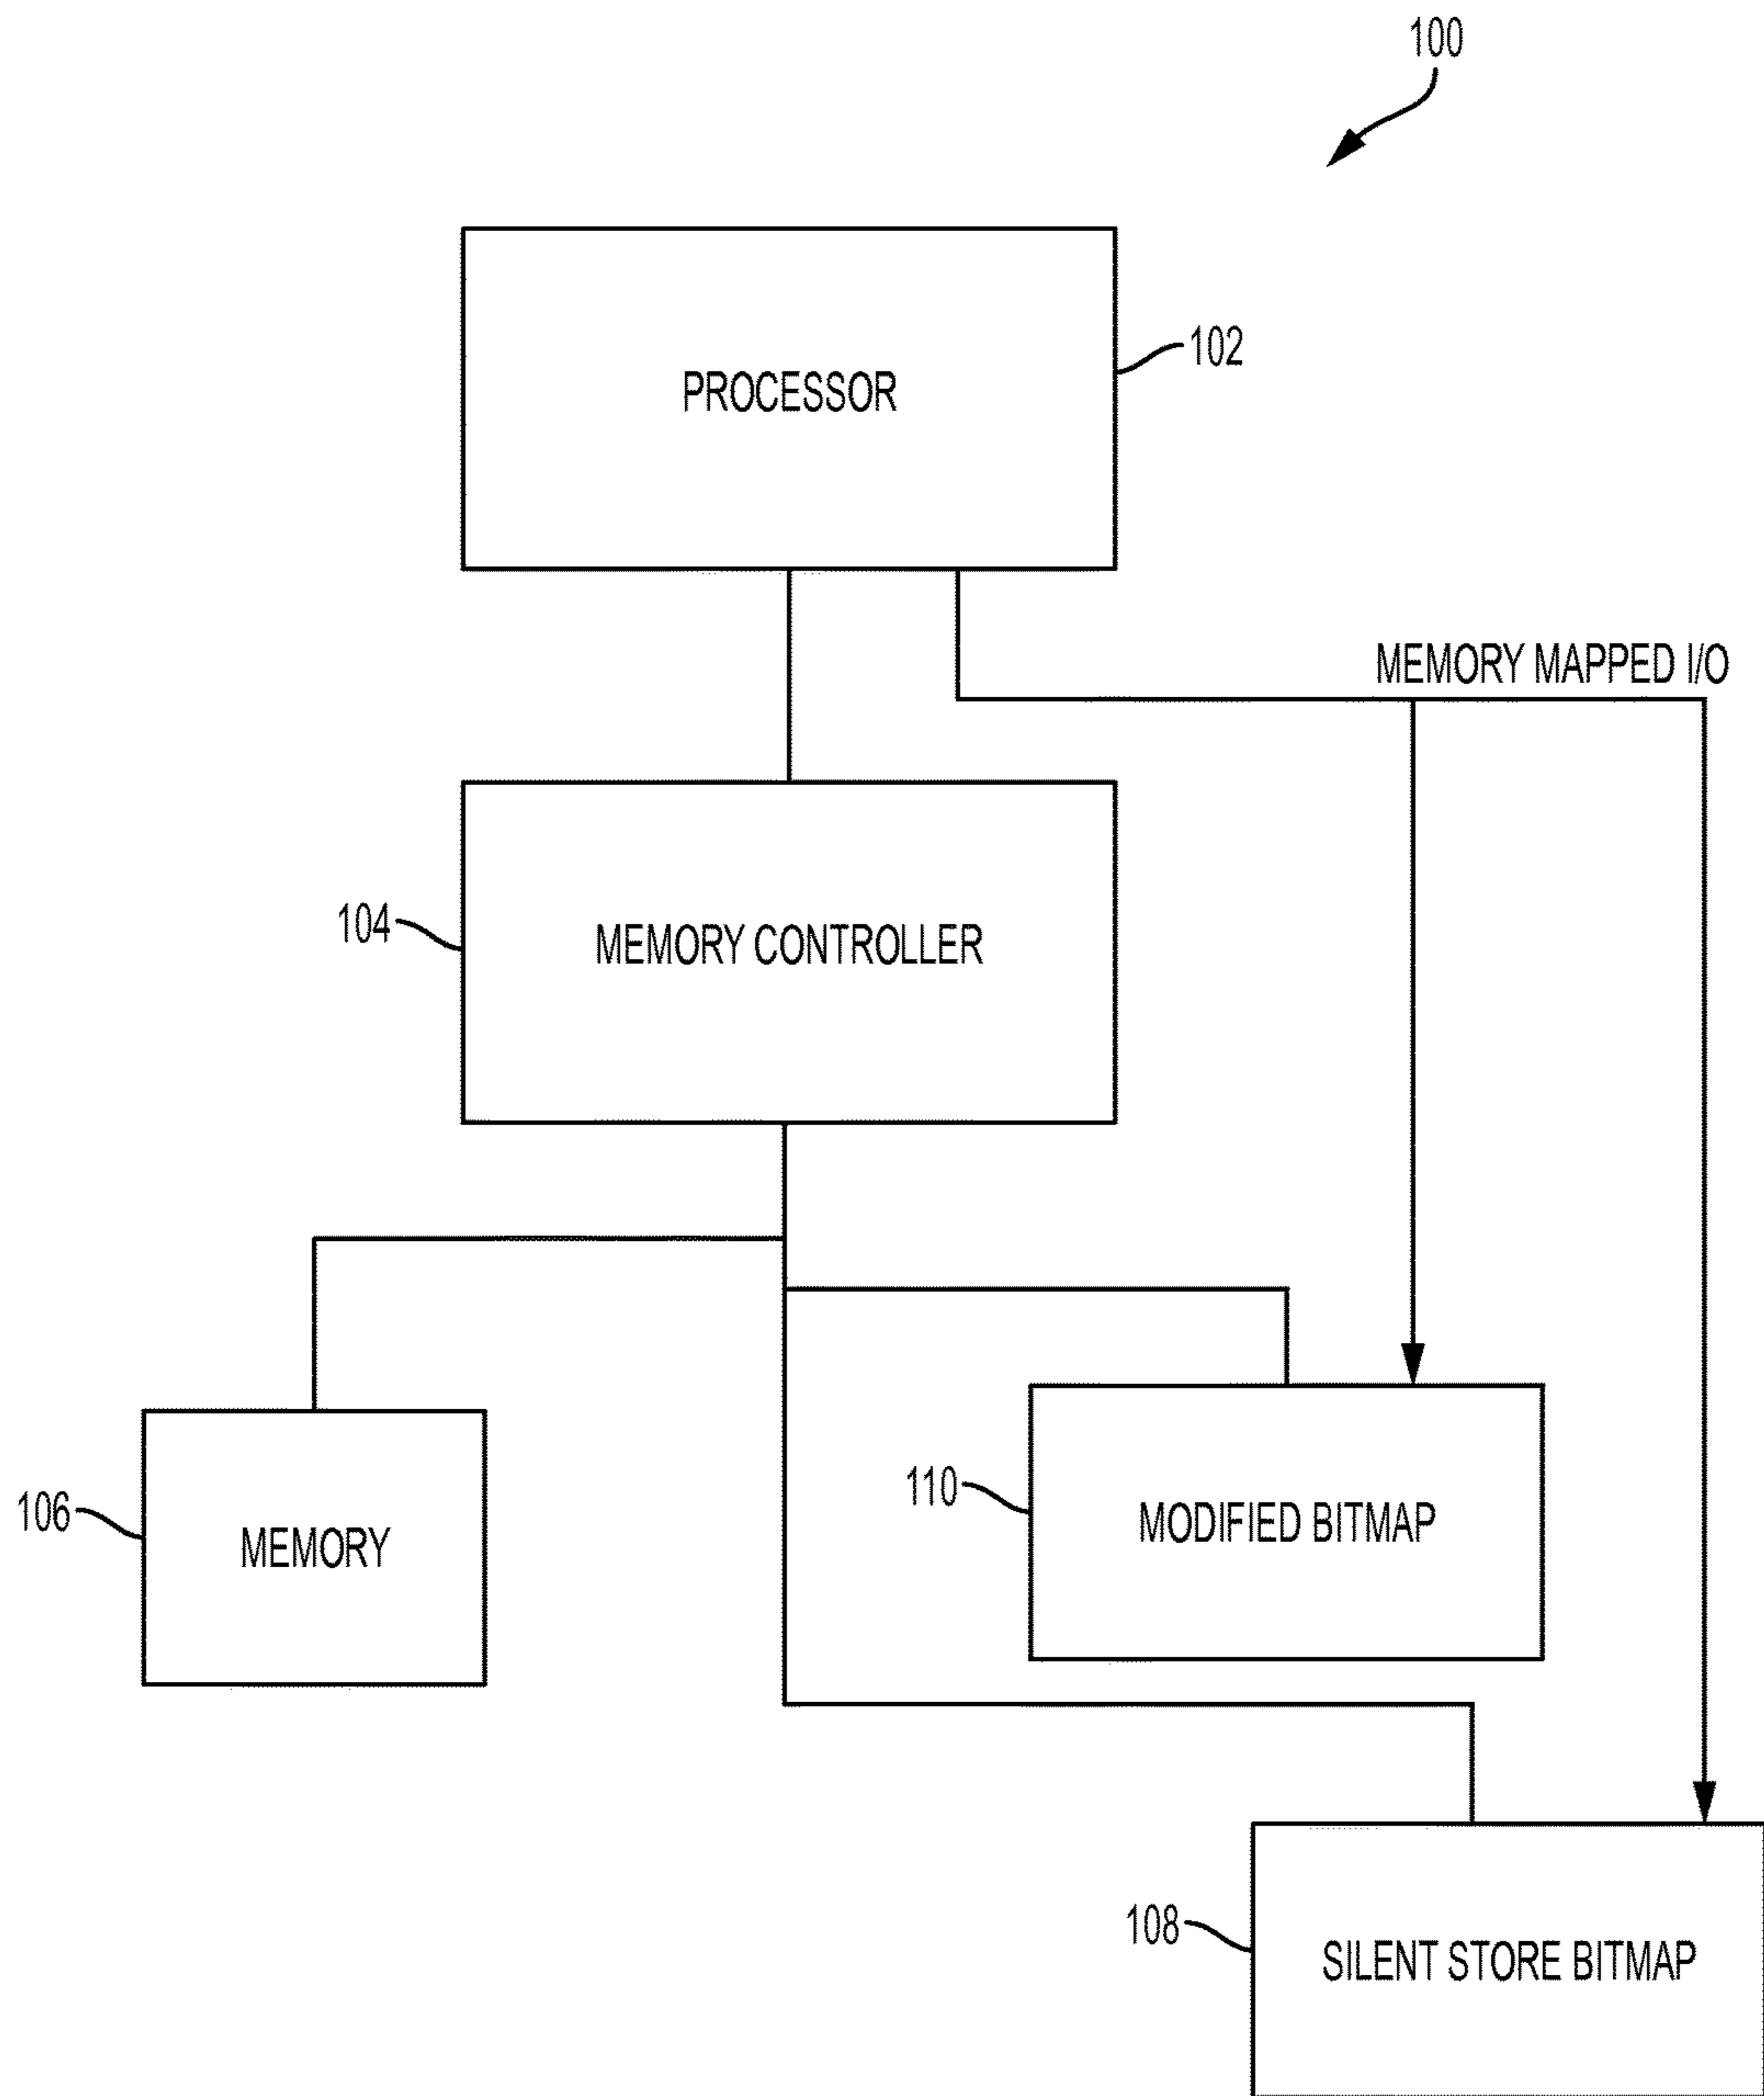 100
PROCESSOR
102
MEMORY MAPPED I/O
104
MEMORY CONTROLLER
106
MEMORY
110
MODIFIED BITMAP
108
SILENT STORE BITMAP